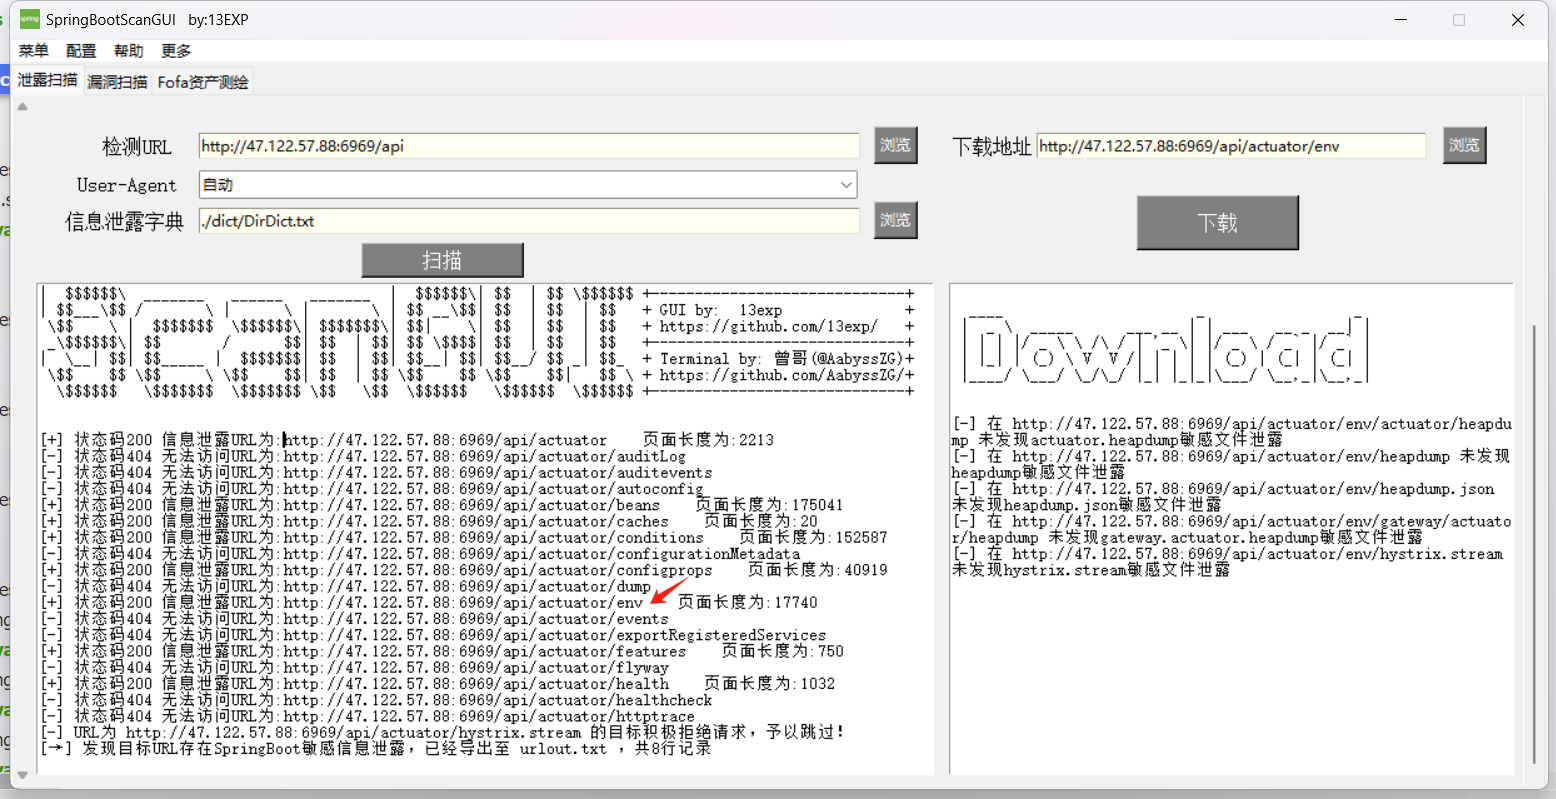 SpringBootScanGUI by:13EXP
菜单 配置 帮助 更多
泄露扫描 漏洞扫描 Fofa资产测绘
检测URL http://47.122.57.88:6969/api 浏览
下载地址 http://47.122.57.88:6969/api/actuator/env 浏览
User-Agent 自动
信息泄露字典 ./dict/DirDict.txt 浏览
下载
扫描
+ GUI by: 13exp +
+ https://github.com/13exp/ +
+ Terminal by: 曾哥(@AabyssZG)+
+ https://github.com/AabyssZG/+
[+] 状态码200 信息泄露URL为:http://47.122.57.88:6969/api/actuator 页面长度为:2213
[-] 状态码404 无法访问URL为:http://47.122.57.88:6969/api/actuator/auditLog
[-] 状态码404 无法访问URL为:http://47.122.57.88:6969/api/actuator/auditevents
[-] 状态码404 无法访问URL为:http://47.122.57.88:6969/api/actuator/autoconfig
[+] 状态码200 信息泄露URL为:http://47.122.57.88:6969/api/actuator/beans 页面长度为:175041
[+] 状态码200 信息泄露URL为:http://47.122.57.88:6969/api/actuator/caches 页面长度为:20
[+] 状态码200 信息泄露URL为:http://47.122.57.88:6969/api/actuator/conditions 页面长度为:152587
[-] 状态码404 无法访问URL为:http://47.122.57.88:6969/api/actuator/configurationMetadata
[+] 状态码200 信息泄露URL为:http://47.122.57.88:6969/api/actuator/configprops 页面长度为:40919
[-] 状态码404 无法访问URL为:http://47.122.57.88:6969/api/actuator/dump
[+] 状态码200 信息泄露URL为:http://47.122.57.88:6969/api/actuator/env 页面长度为:17740
[-] 状态码404 无法访问URL为:http://47.122.57.88:6969/api/actuator/events
[-] 状态码404 无法访问URL为:http://47.122.57.88:6969/api/actuator/exportRegisteredServices
[+] 状态码200 信息泄露URL为:http://47.122.57.88:6969/api/actuator/features 页面长度为:750
[-] 状态码404 无法访问URL为:http://47.122.57.88:6969/api/actuator/flyway
[+] 状态码200 信息泄露URL为:http://47.122.57.88:6969/api/actuator/health 页面长度为:1032
[-] 状态码404 无法访问URL为:http://47.122.57.88:6969/api/actuator/healthcheck
[-] 状态码404 无法访问URL为:http://47.122.57.88:6969/api/actuator/httptrace
[-] URL为 http://47.122.57.88:6969/api/actuator/hystrix.stream 的目标积极拒绝请求，予以跳过!
[→] 发现目标URL存在SpringBoot敏感信息泄露，已经导出至 urlout.txt ，共8行记录
Download
[-] 在 http://47.122.57.88:6969/api/actuator/env/actuator/heapdu
mp 未发现actuator.heapdump敏感文件泄露
[-] 在 http://47.122.57.88:6969/api/actuator/env/heapdump 未发现
heapdump敏感文件泄露
[-] 在 http://47.122.57.88:6969/api/actuator/env/heapdump.json
未发现heapdump.json敏感文件泄露
[-] 在 http://47.122.57.88:6969/api/actuator/env/gateway/actuato
r/heapdump 未发现gateway.actuator.heapdump敏感文件泄露
[-] 在 http://47.122.57.88:6969/api/actuator/env/hystrix.stream
未发现hystrix.stream敏感文件泄露